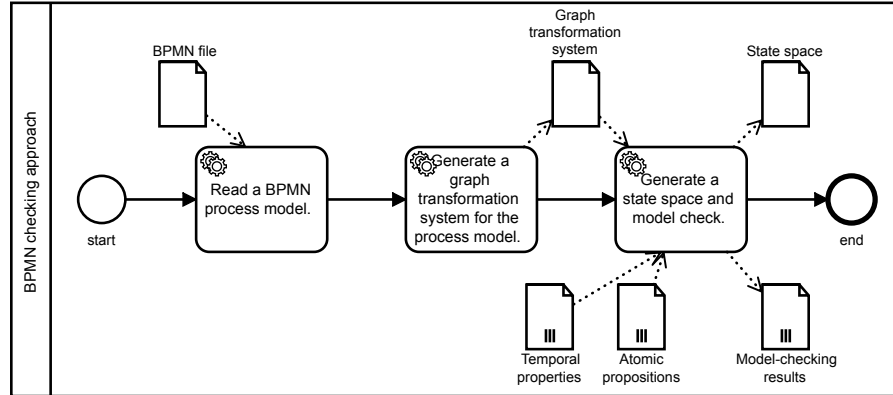 BPMN checking approach
BPMN file
Graph
transformation
system
State space
Read a BPMN
process model.
Generate a
graph
transformation
system for the
process model.
Generate a
state space and
model check.
start
end
Temporal
properties
Atomic
propositions
Model-checking
results